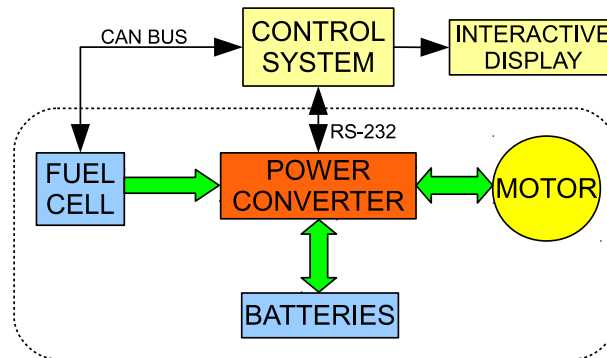 CAN BUS
CONTROL
SYSTEM
INTERACTIVE
DISPLAY
RS-232
FUEL
CELL
POWER
CONVERTER
MOTOR
BATTERIES